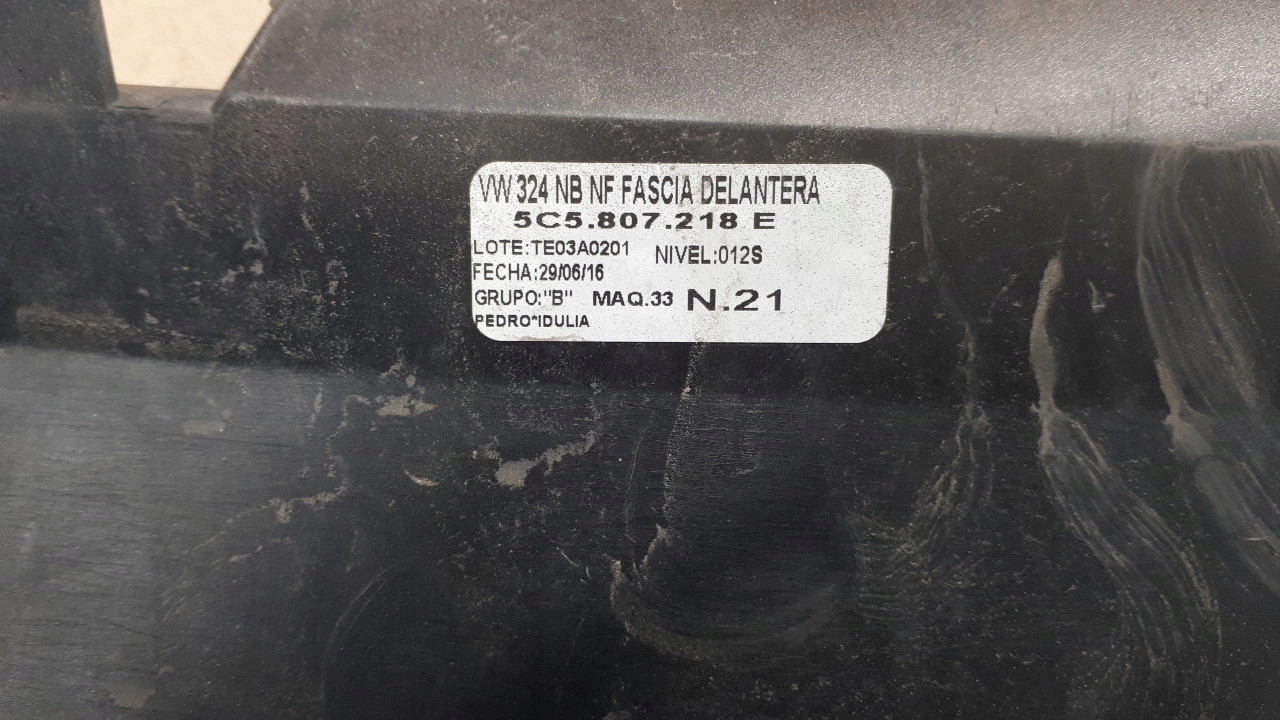 VW 324 NB NF FASCIA DELANTERA
5C5.807.218 E
LOTE:TE03A0201 NIVEL:012S
FECHA:29/06/16
GRUPO:"B" MAQ.33 N.21
PEDRO*IDULIA